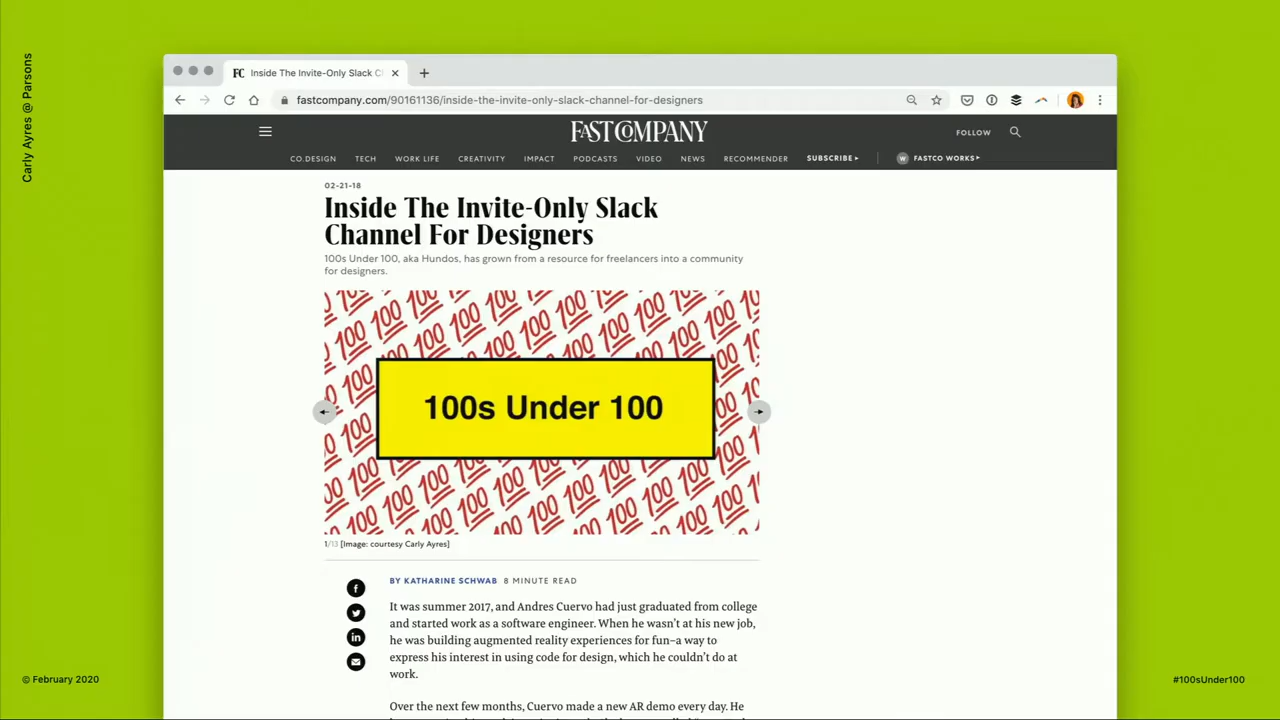 Carly Ayres @ Parsons
FC Inside The Invite-Only Slack C
fastcompany.com/90161136/inside-the-invite-only-slack-channel-for-designers
FAST COMPANY
FOLLOW
CO.DESIGN TECH WORK LIFE CREATIVITY IMPACT PODCASTS VIDEO NEWS RECOMMENDER SUBSCRIBE W FASTCO WORKS
02-21-18
Inside The Invite-Only Slack
Channel For Designers
100s Under 100, aka Hundos, has grown from a resource for freelancers into a community
for designers.
100s Under 100
1/13 [Image: courtesy Carly Ayres]
BY KATHARINE SCHWAB 8 MINUTE READ
It was summer 2017, and Andres Cuervo had just graduated from college
and started work as a software engineer. When he wasn't at his new job,
he was building augmented reality experiences for fun–a way to
express his interest in using code for design, which he couldn't do at
work.
Over the next few months, Cuervo made a new AR demo every day. He
© February 2020
#100sUnder100